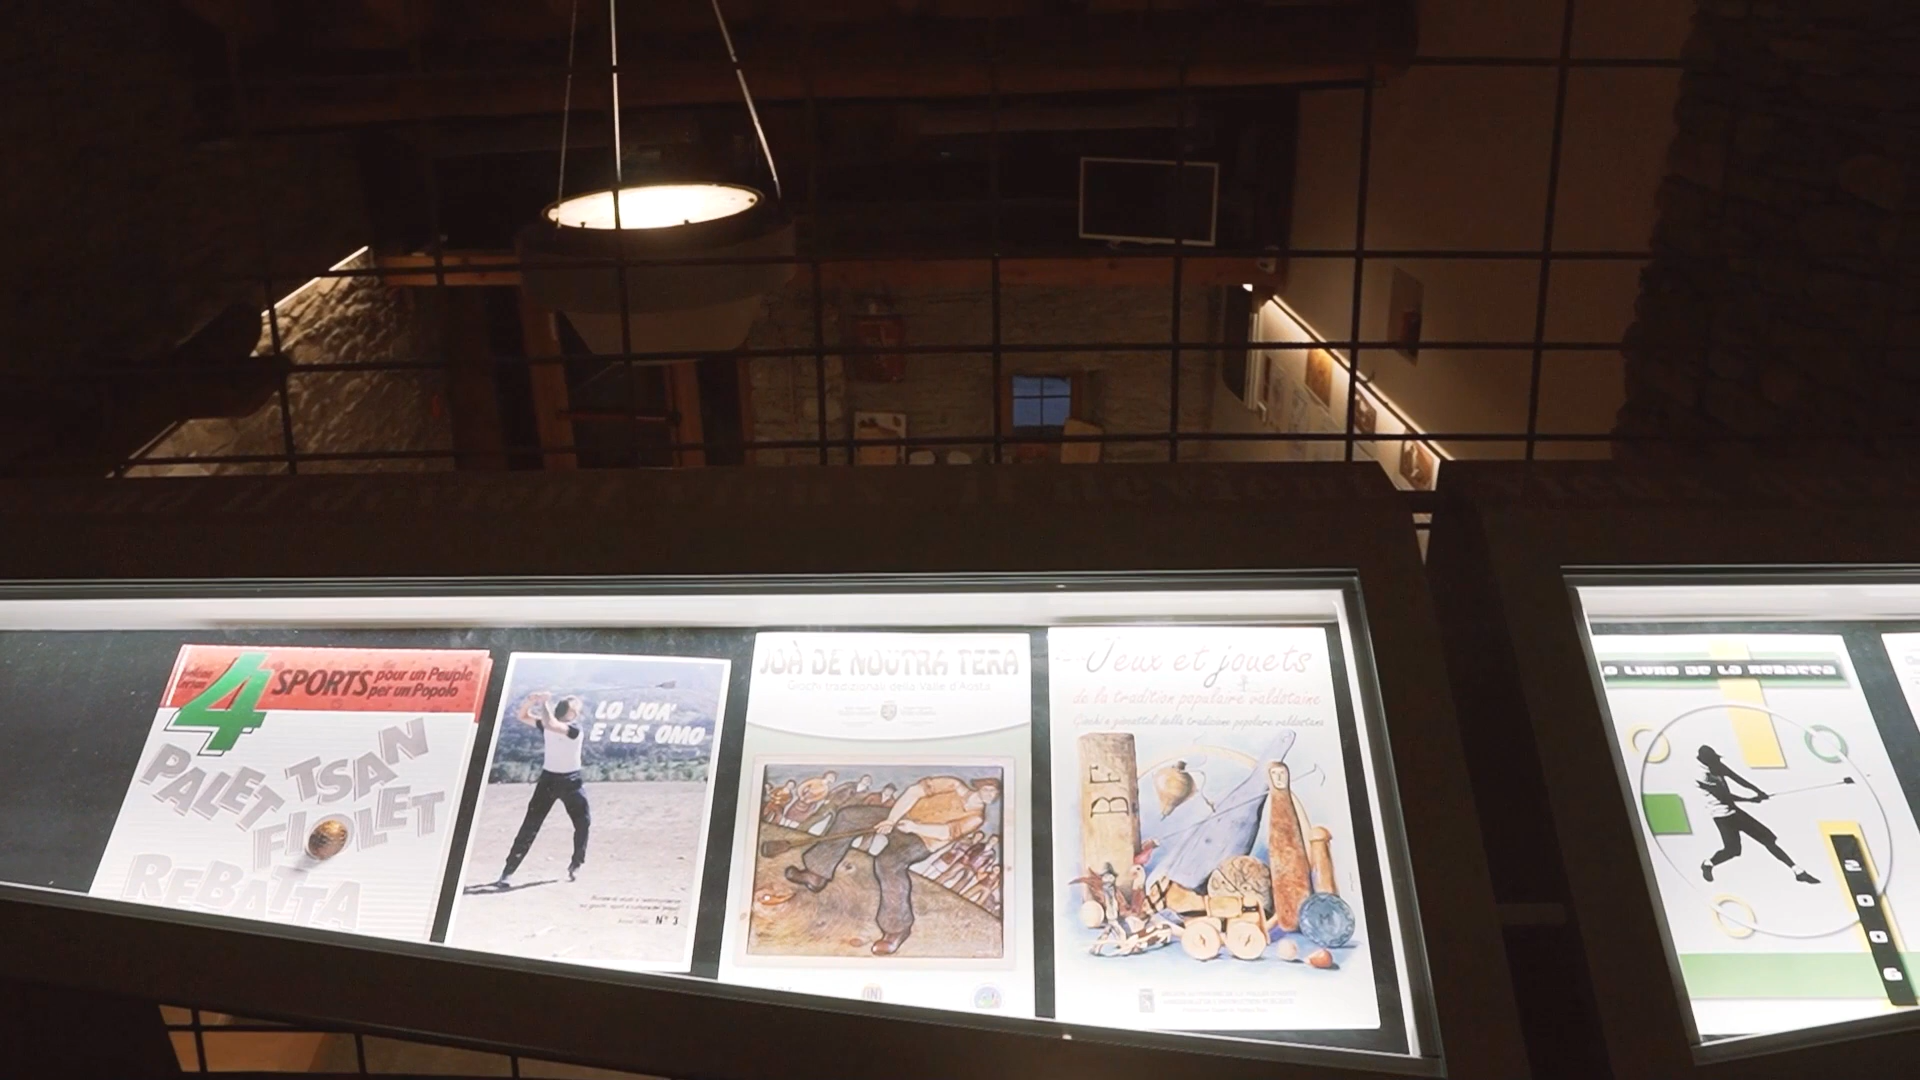 4 SPORTS pour un Peuple
per un Popolo
PALET
TSAN
FIOLET
REBATTA
LO JOA'
E LES OMO
N° 3
JOÀ DE NOUTRA TERA
Giochi tradizionali della Valle d'Aosta
Jeux et jouets
de la tradition populaire valdôtaine
Giochi e giocattoli della tradizione popolare valdostana
BF
O LIVRO DE LA REBATTA
2006